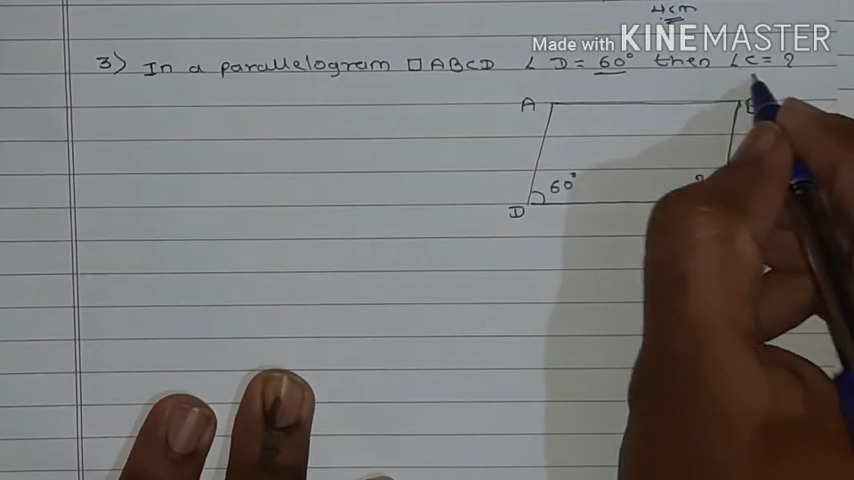 4cm
Made with KINEMASTER
3) In a parallelogram □ABCD ∠D = 60° then ∠C = ?
A
60°
D